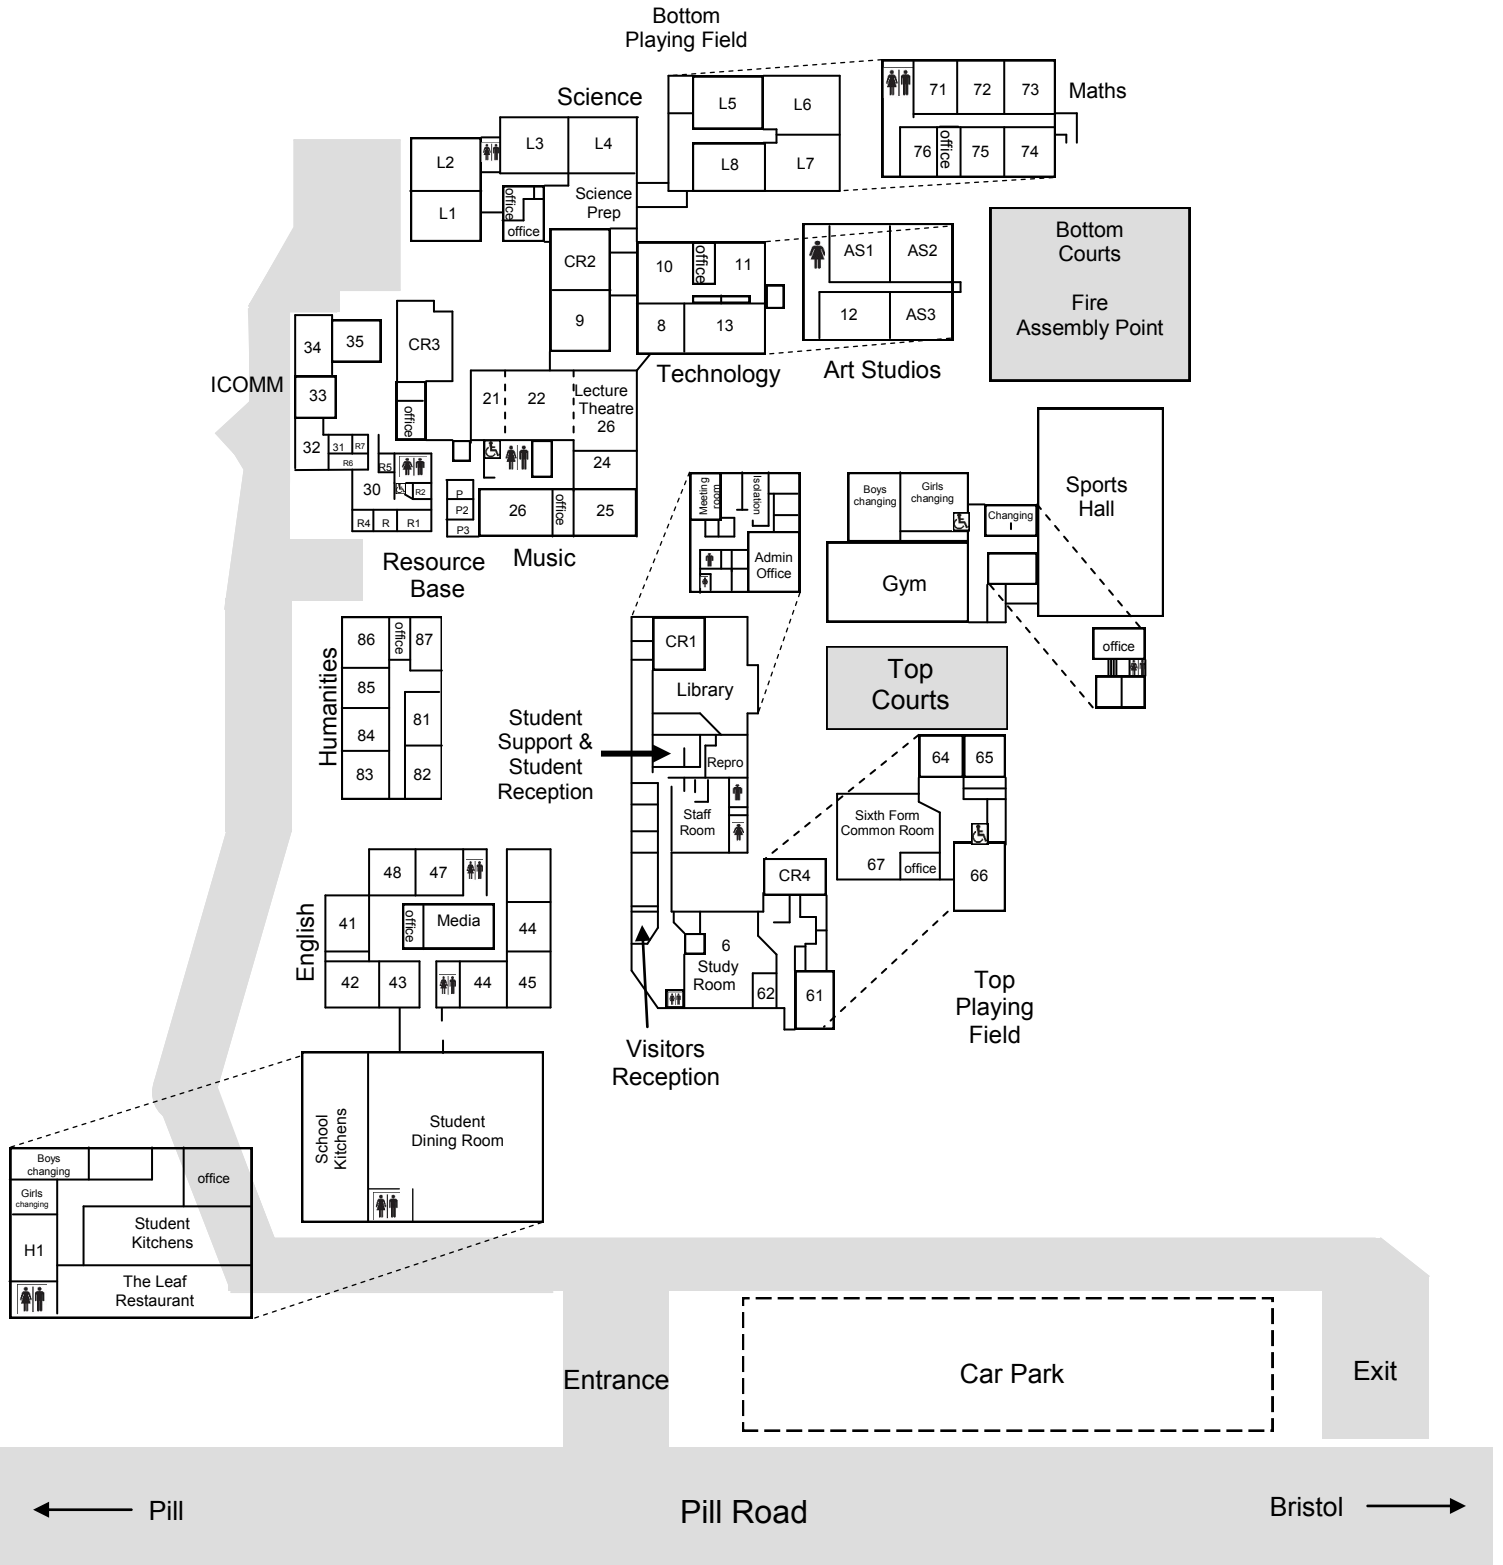 Bottom
Playing Field
Science
L5
L6
L8
L7
71
72
73
Maths
76
office
75
74
L3
L4
L2
L1
office
office
Science
Prep
CR2
9
10
office
11
8
13
Technology
AS1
AS2
12
AS3
Art Studios
Bottom
Courts
Fire
Assembly Point
34
35
ICOMM
33
32
31
R7
R6
R5
30
R2
R4
R
R1
Resource
Base
CR3
office
21
22
Lecture
Theatre
26
24
P
P2
P3
26
office
25
Music
Meeting
room
Isolation
Admin
Office
Boys
changing
Girls
changing
Changing
I
Gym
Sports
Hall
office
86
office
87
85
84
81
83
82
Humanities
CR1
Library
Student
Support &
Student
Reception
Repro
Staff
Room
Top
Courts
64
65
Sixth Form
Common Room
67
office
66
CR4
6
Study
Room
62
61
Visitors
Reception
Top
Playing
Field
48
47
41
office
Media
44
42
43
44
45
English
School
Kitchens
Student
Dining Room
Boys
changing
office
Girls
changing
Student
Kitchens
H1
The Leaf
Restaurant
Entrance
Car Park
Exit
Pill
Pill Road
Bristol